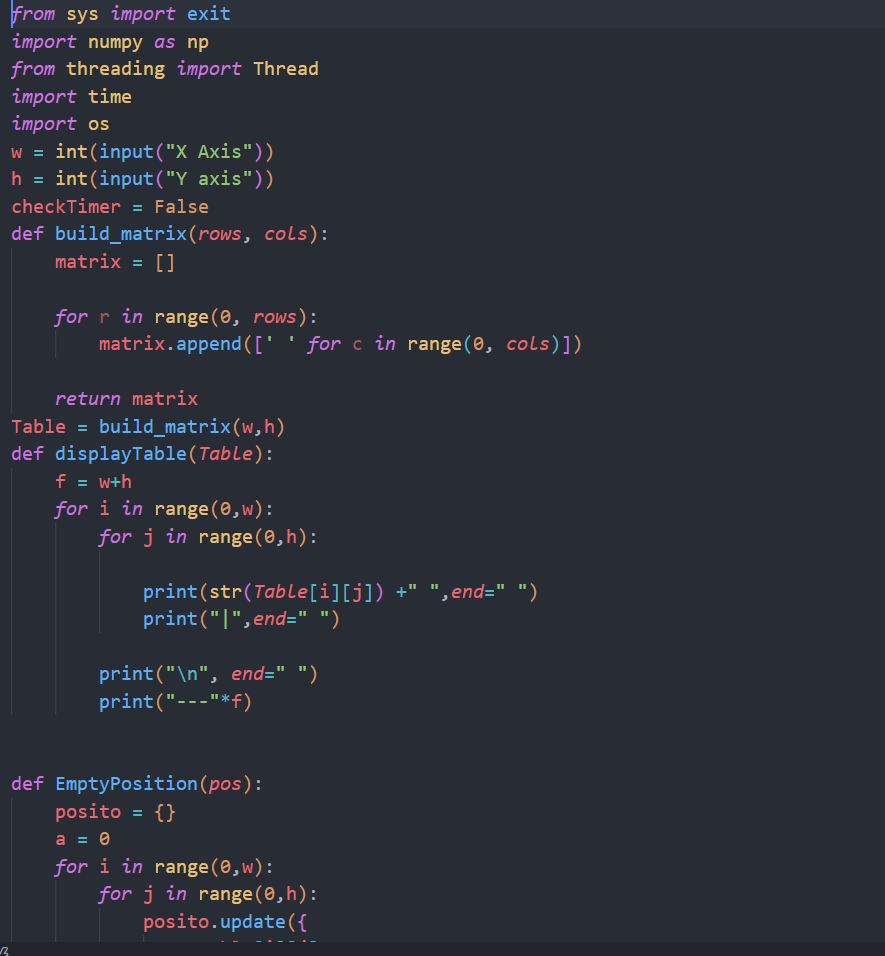 from sys import exit
import numpy as np
from threading import Thread
import time
import os
w = int(input("X Axis"))
h = int(input("Y axis"))
checkTimer = False
def build_matrix(rows, cols):
    matrix = []

    for r in range(0, rows):
        matrix.append([' ' for c in range(0, cols)])

    return matrix
Table = build_matrix(w,h)
def displayTable(Table):
    f = w+h
    for i in range(0,w):
        for j in range(0,h):

            print(str(Table[i][j]) +" ",end=" ")
            print("|",end=" ")

        print("\n", end=" ")
        print("---"*f)


def EmptyPosition(pos):
    posito = {}
    a = 0
    for i in range(0,w):
        for j in range(0,h):
            posito.update({